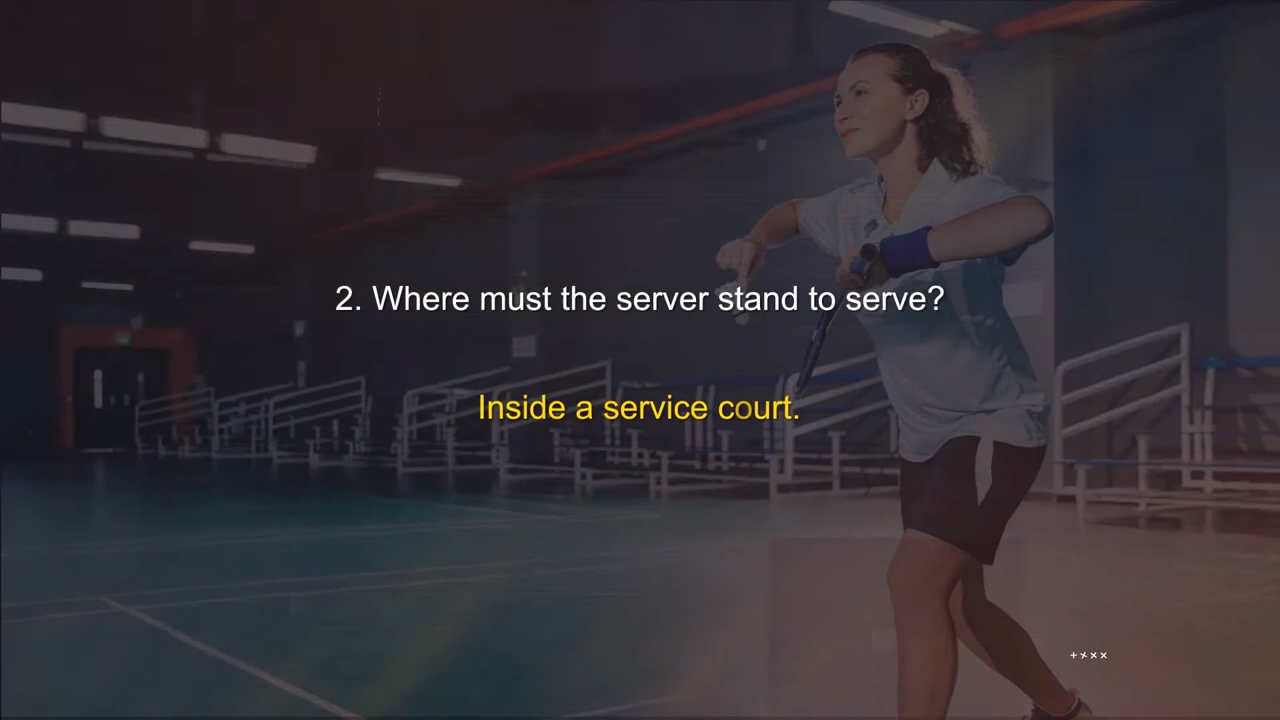 2. Where must the server stand to serve?
Inside a service court.